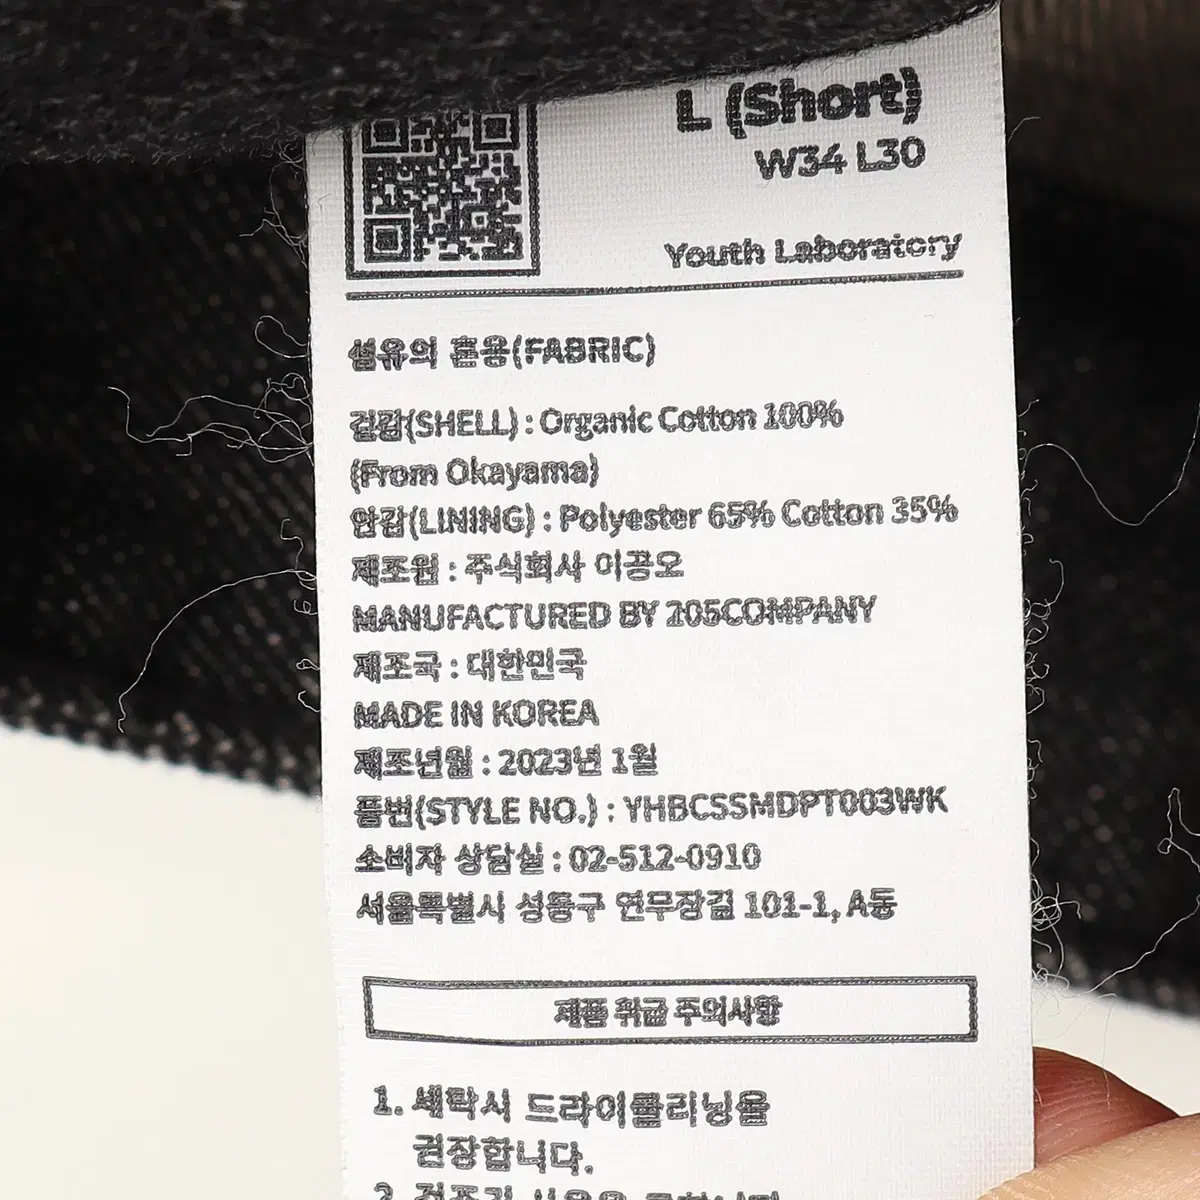 L (Short)
W34 L30
Youth Laboratory
섬유의 혼용(FABRIC)
겉감(SHELL) : Organic Cotton 100%
(From Okayama)
안감(LINING) : Polyester 65% Cotton 35%
제조원 : 주식회사 이공오
MANUFACTURED BY 205COMPANY
제조국 : 대한민국
MADE IN KOREA
제조년월 : 2023년 1월
품번(STYLE NO.) : YHBCSSMDPT003WK
소비자 상담실 : 02-512-0910
서울특별시 성동구 연무장길 101-1, A동
제품 취급 주의사항
1. 세탁시 드라이클리닝을
권장합니다.
2.